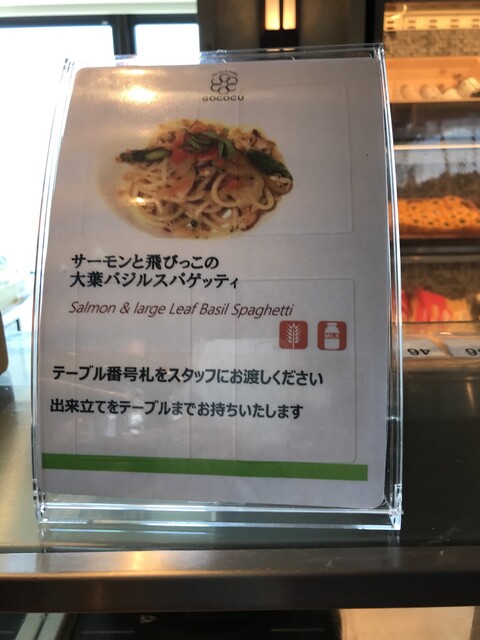 GOCOCU
サーモンと飛びっこの
大葉バジルスパゲッティ
Salmon & large Leaf Basil Spaghetti
MILK
テーブル番号札をスタッフにお渡しください
出来立てをテーブルまでお持ちいたします
46